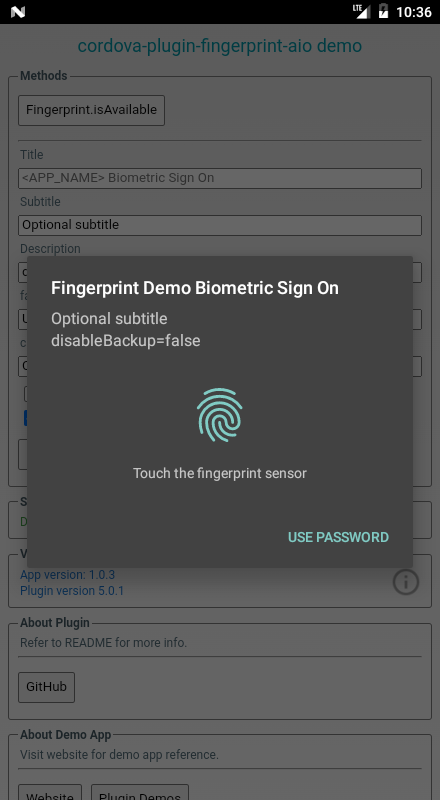 LTE
10:36
cordova-plugin-fingerprint-aio demo
Methods
Fingerprint.isAvailable
Title
<APP_NAME> Biometric Sign On
Subtitle
Optional subtitle
Description
Fingerprint Demo Biometric Sign On
Optional subtitle
disableBackup=false
Touch the fingerprint sensor
USE PASSWORD
App version: 1.0.3
Plugin version 5.0.1
About Plugin
Refer to README for more info.
GitHub
About Demo App
Visit website for demo app reference.
Website
Plugin Demos